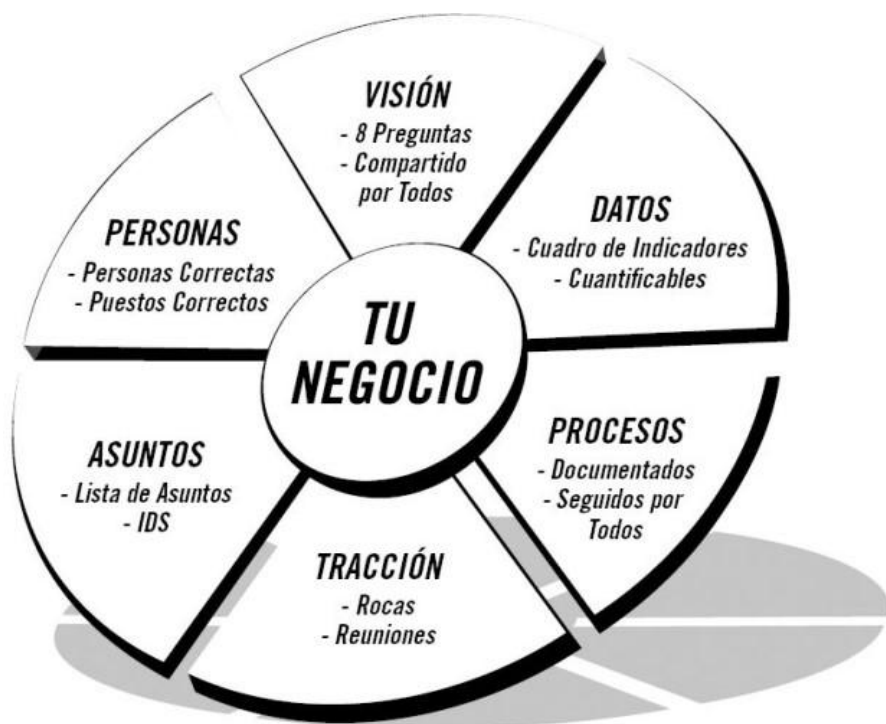 VISIÓN
- 8 Preguntas
- Compartido
por Todos
DATOS
- Cuadro de Indicadores
- Cuantificables
PERSONAS
- Personas Correctas
- Puestos Correctos
TU
NEGOCIO
PROCESOS
- Documentados
- Seguidos por
Todos
ASUNTOS
- Lista de Asuntos
- IDS
TRACCIÓN
- Rocas
- Reuniones